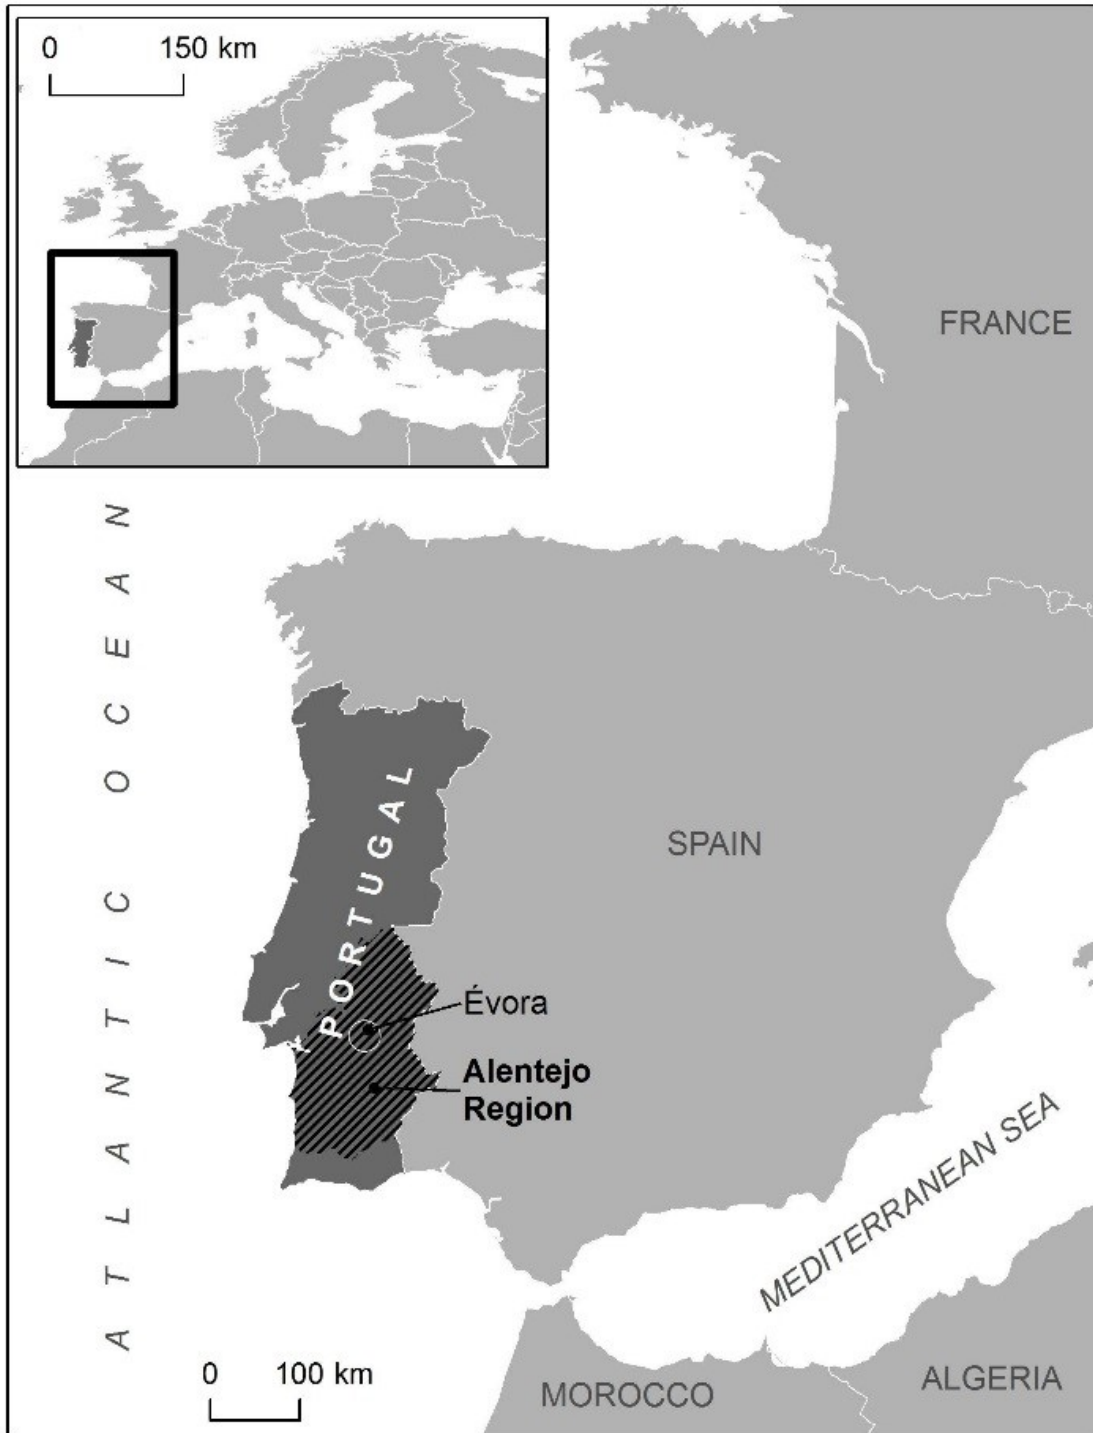 0 150 km
FRANCE
ATLANTIC OCEAN
PORTUGAL
SPAIN
Évora
Alentejo
Region
MEDITERRANEAN SEA
0 100 km
MOROCCO
ALGERIA